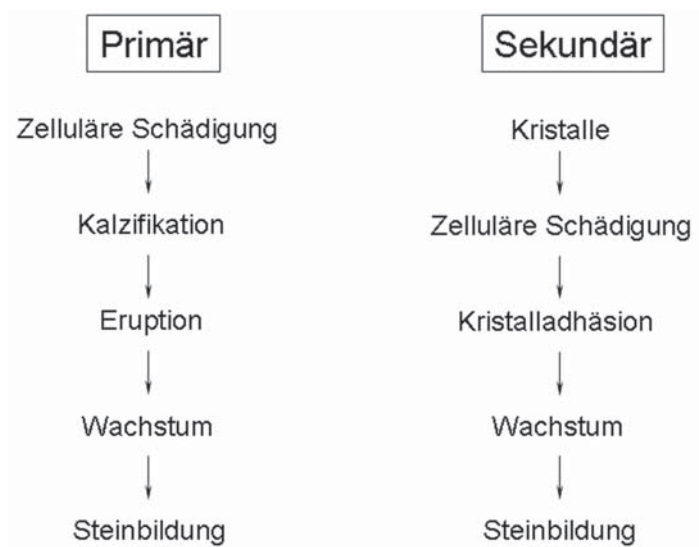 Primär
Zelluläre Schädigung
Kalzifikation
Eruption
Wachstum
Steinbildung
Sekundär
Kristalle
Zelluläre Schädigung
Kristalladhäsion
Wachstum
Steinbildung